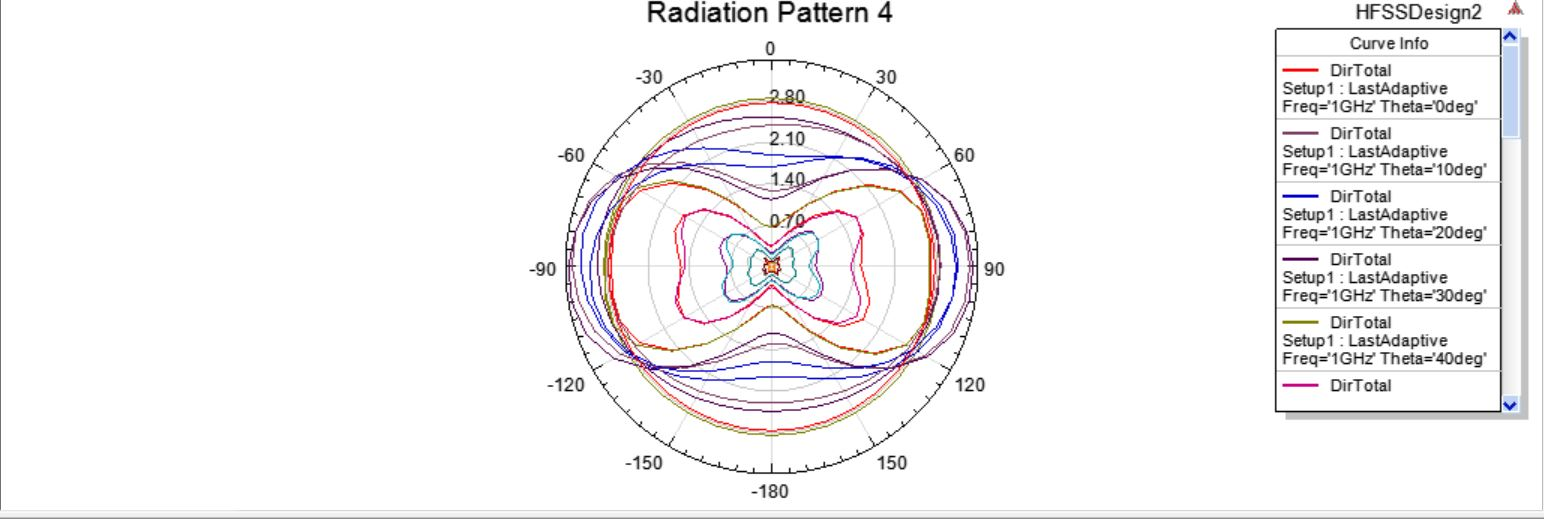 Radiation Pattern 4
HFSSDesign2
0
-30
30
2.80
2.10
-60
60
1.40
0.70
-90
90
-120
120
-150
150
-180
Curve Info
DirTotal
Setup1 : LastAdaptive
Freq='1GHz' Theta='0deg'
DirTotal
Setup1 : LastAdaptive
Freq='1GHz' Theta='10deg'
DirTotal
Setup1 : LastAdaptive
Freq='1GHz' Theta='20deg'
DirTotal
Setup1 : LastAdaptive
Freq='1GHz' Theta='30deg'
DirTotal
Setup1 : LastAdaptive
Freq='1GHz' Theta='40deg'
DirTotal